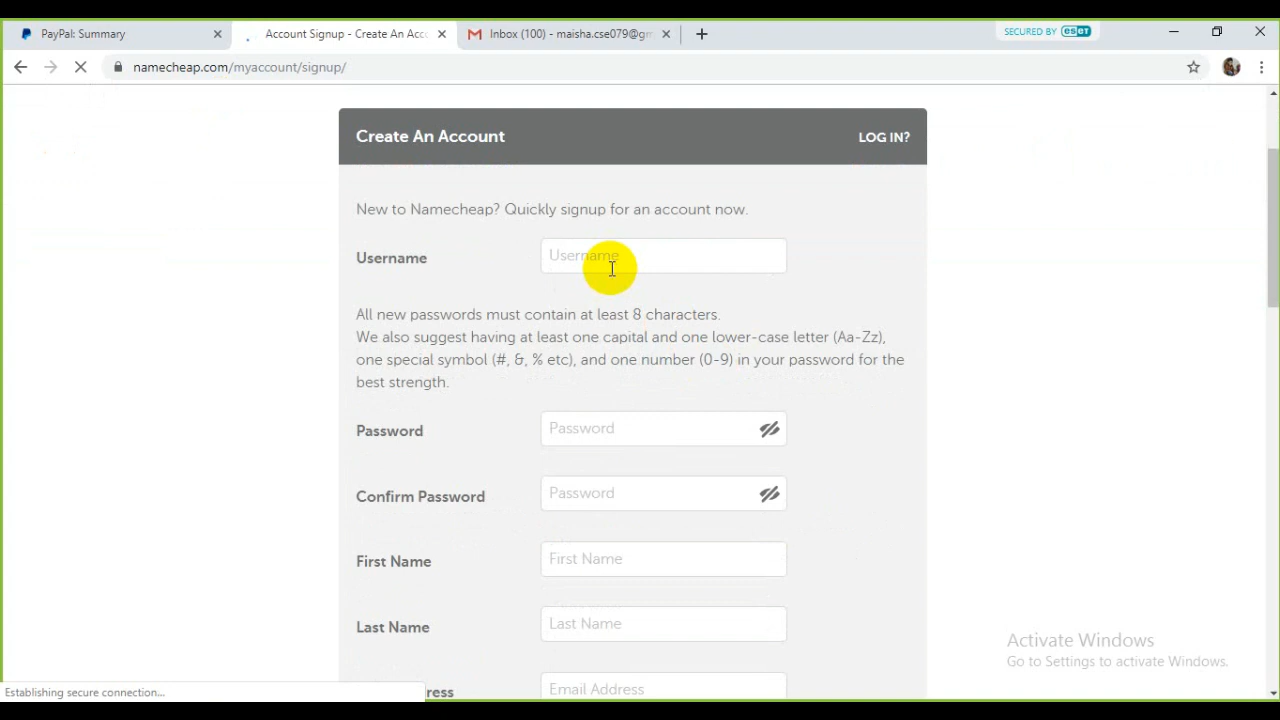 PayPal: Summary
Account Signup - Create An Acc
Inbox (100) - maisha.cse079@gm
SECURED BY eset
namecheap.com/myaccount/signup/
Create An Account
LOG IN?
New to Namecheap? Quickly signup for an account now.
Username
Username
All new passwords must contain at least 8 characters.
We also suggest having at least one capital and one lower-case letter (Aa-Zz),
one special symbol (#, &, % etc), and one number (0-9) in your password for the
best strength.
Password
Password
Confirm Password
Password
First Name
First Name
Last Name
Last Name
ress
Email Address
Activate Windows
Go to Settings to activate Windows.
Establishing secure connection...